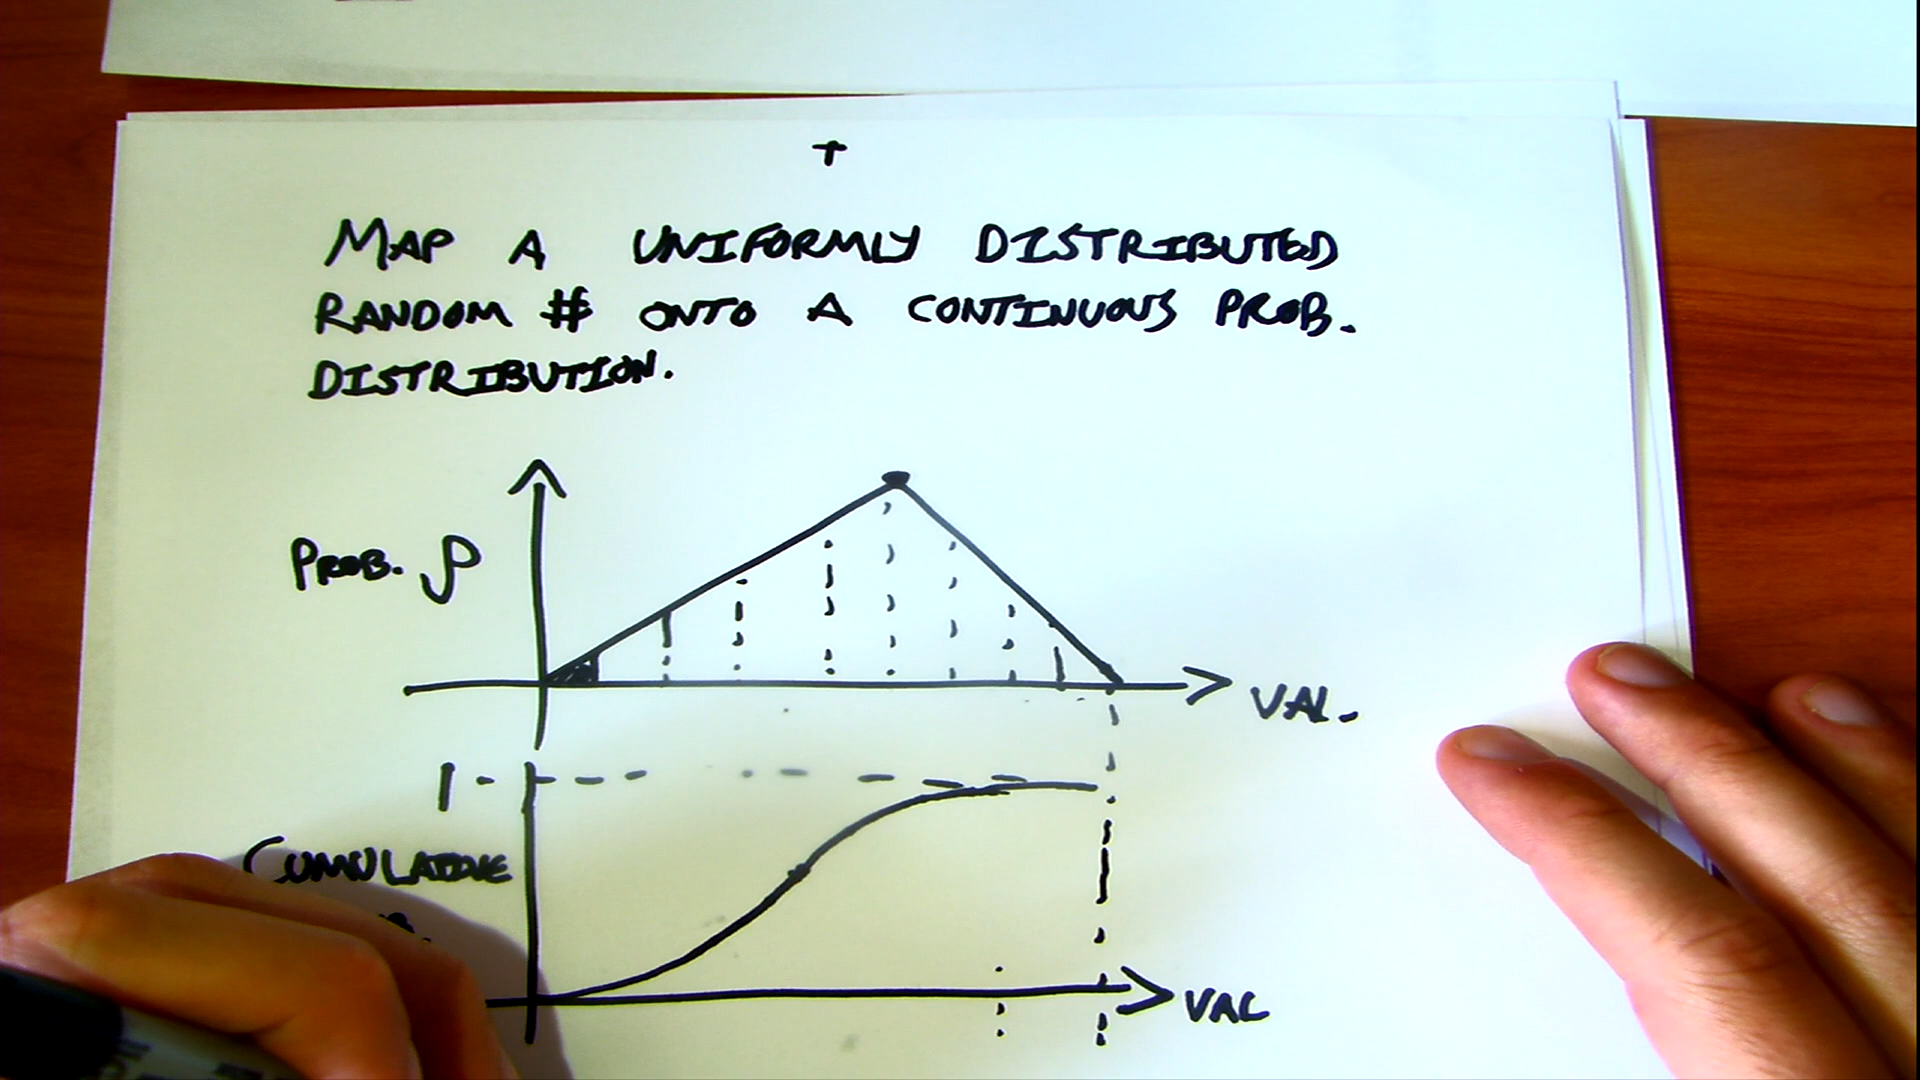 MAP A UNIFORMLY DISTRIBUTED
RANDOM # ONTO A CONTINUOUS PROB.
DISTRIBUTION.
PROB. ρ
VAL.
1
CUMULATIVE
VAL